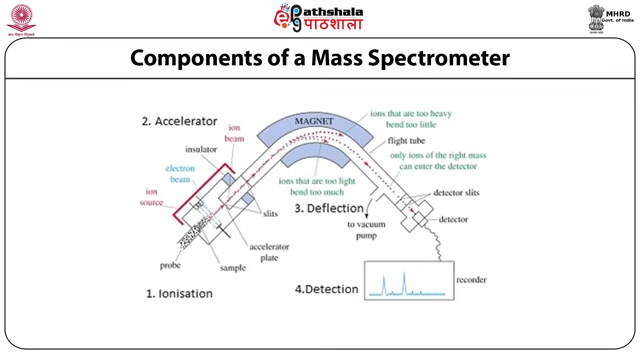 Pathshala
पाठशाला
MHRD
Govt. of India
Components of a Mass Spectrometer
2. Accelerator
insulator
ion
beam
electron
beam
ion
source
MAGNET
ions that are too heavy
bend too little
flight tube
only ions of the right mass
can enter the detector
ions that are too light
bend too much
3. Deflection
detector slits
slits
to vacuum
pump
detector
accelerator
plate
probe
sample
1. Ionisation
4.Detection
recorder